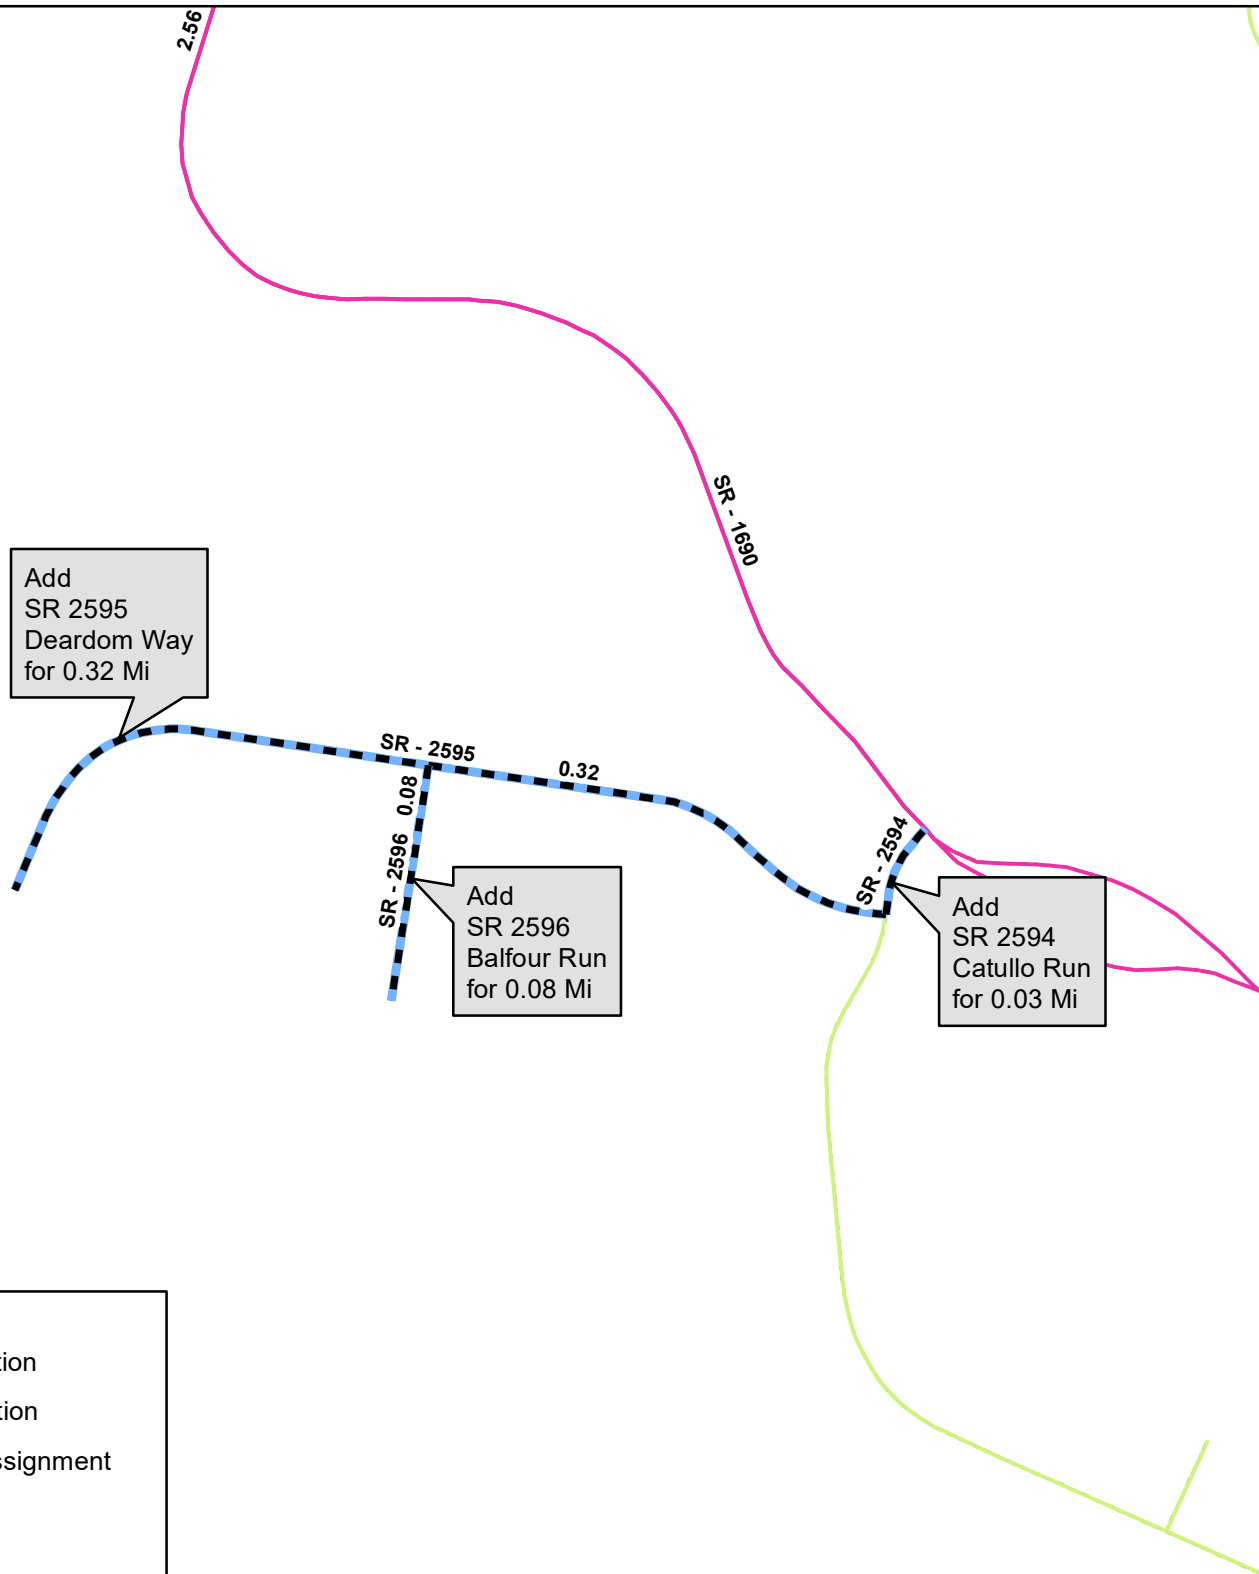 2.56
SR - 1690
Add
SR 2595
Deardom Way
for 0.32 Mi
SR - 2595
0.32
0.08
SR - 2596
Add
SR 2596
Balfour Run
for 0.08 Mi
SR - 2594
Add
SR 2594
Catullo Run
for 0.03 Mi
tion
tion
ssignment